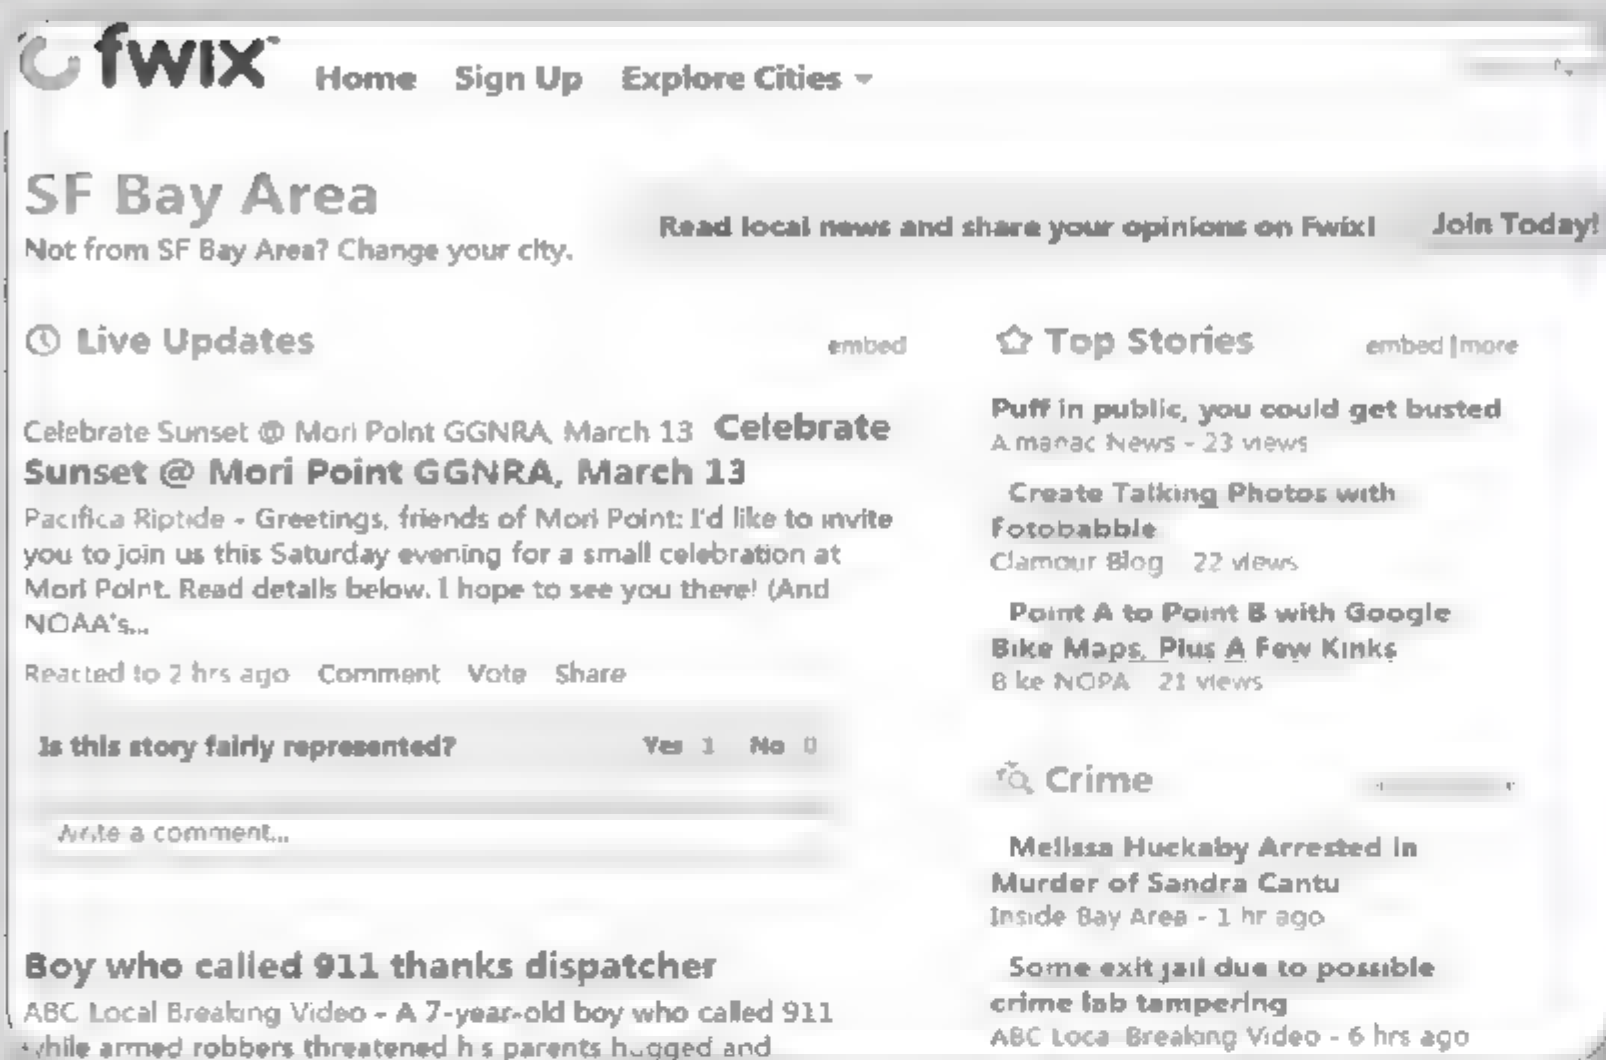 fwix
Home Sign Up Explore Cities
SF Bay Area
Not from SF Bay Area? Change your city.
Read local news and share your opinions on Fwix! Join Today!
Live Updates embed
Celebrate Sunset @ Mori Point GGNRA, March 13 Celebrate
Sunset @ Mori Point GGNRA, March 13
Pacifica Riptide - Greetings, friends of Mori Point: I'd like to invite
you to join us this Saturday evening for a small celebration at
Mori Point. Read details below. I hope to see you there! (And
NOAA's...
Reacted to 2 hrs ago Comment Vote Share
Is this story fairly represented? Yes 1 No 0
Write a comment...
Boy who called 911 thanks dispatcher
ABC Local Breaking Video - A 7-year-old boy who called 911
while armed robbers threatened his parents hugged and
Top Stories embed | more
Puff in public, you could get busted
Almanac News - 23 views
Create Talking Photos with
Fotobabble
Clamour Blog 22 views
Point A to Point B with Google
Bike Maps, Plus A Few Kinks
Bike NOPA 21 views
Crime
Melissa Huckaby Arrested in
Murder of Sandra Cantu
Inside Bay Area - 1 hr ago
Some exit jail due to possible
crime lab tampering
ABC Local Breaking Video - 6 hrs ago